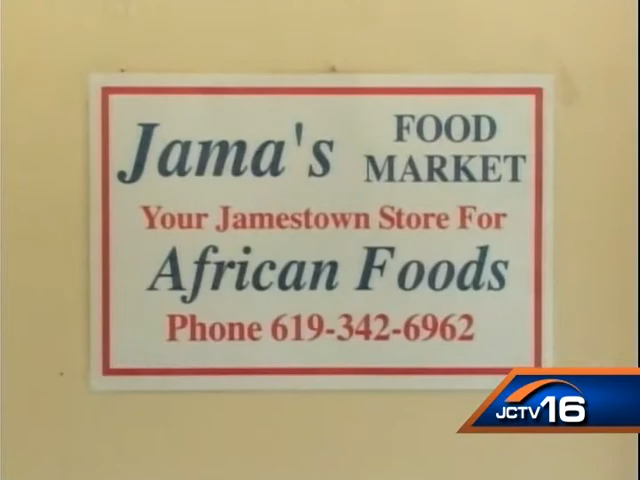 Jama's FOOD MARKET
Your Jamestown Store For
African Foods
Phone 619-342-6962
JCTV16